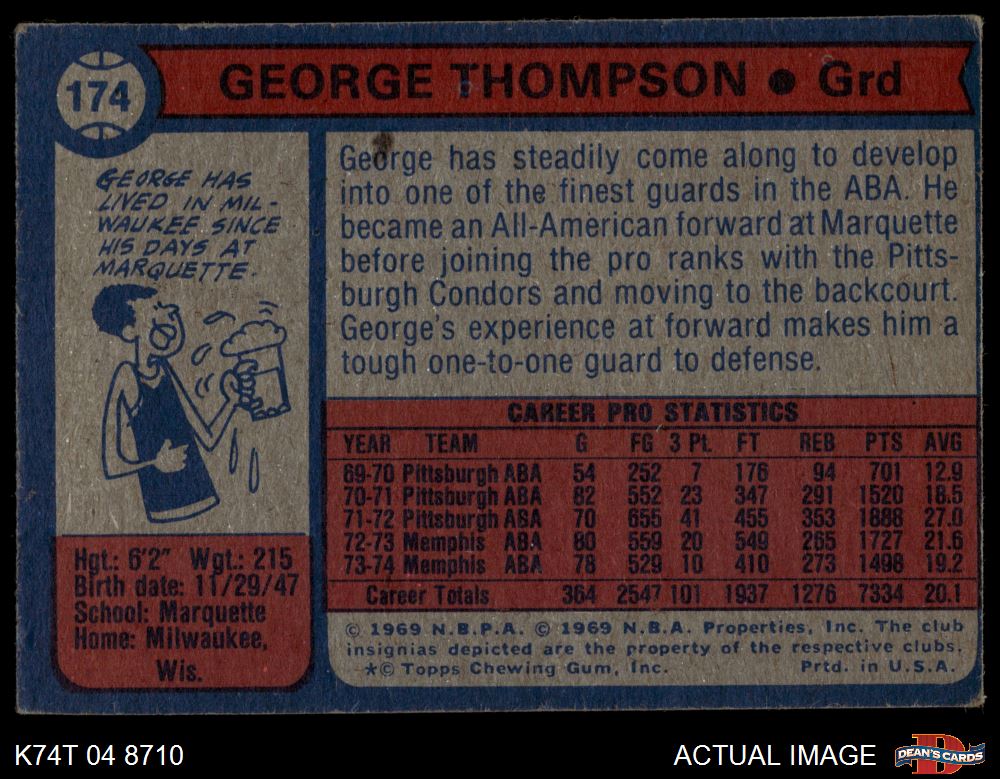 174
GEORGE THOMPSON ● Grd
GEORGE HAS
LIVED IN MIL-
WAUKEE SINCE
HIS DAYS AT
MARQUETTE.
George has steadily come along to develop
into one of the finest guards in the ABA. He
became an All-American forward at Marquette
before joining the pro ranks with the Pitts-
burgh Condors and moving to the backcourt.
George's experience at forward makes him a
tough one-to-one guard to defense.
Hgt.: 6'2" Wgt.: 215
Birth date: 11/29/47
School: Marquette
Home: Milwaukee,
Wis.
CAREER PRO STATISTICS
YEAR TEAM G FG 3 Pt. FT REB PTS AVG
69-70 Pittsburgh ABA 54 252 7 176 94 701 12.9
70-71 Pittsburgh ABA 82 552 23 347 291 1520 18.5
71-72 Pittsburgh ABA 70 655 41 455 353 1888 27.0
72-73 Memphis ABA 80 559 20 549 265 1727 21.6
73-74 Memphis ABA 78 529 10 410 273 1498 19.2
Career Totals 364 2547 101 1937 1276 7334 20.1
© 1969 N.B.P.A. © 1969 N.B.A. Properties, Inc. The club
insignias depicted are the property of the respective clubs.
*© Topps Chewing Gum, Inc. Prtd. in U.S.A.
K74T 04 8710
ACTUAL IMAGE
DEAN'S CARDS